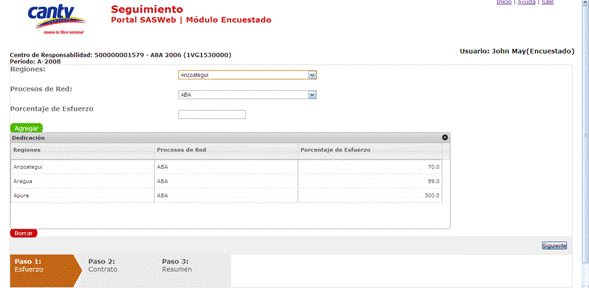 cantv
mueve la fibra nacional
Seguimiento
Portal SASWeb | Módulo Encuestado
Inicio | Ayuda | Salir
Centro de Responsabilidad: 500000001579 - ABA 2006 (1VG1530000)
Usuario: John May(Encuestado)
Periodo: A-2008
Regiones:
Anzoategui
Procesos de Red:
ABA
Porcentaje de Esfuerzo
Agregar
Dedicación
Regiones Procesos de Red Porcentaje de Esfuerzo
Anzoategui ABA 70.0
Aragua ABA 89.0
Apure ABA 300.0
Borrar
Siguiente
Paso 1: Paso 2: Paso 3:
Esfuerzo Contrato Resumen